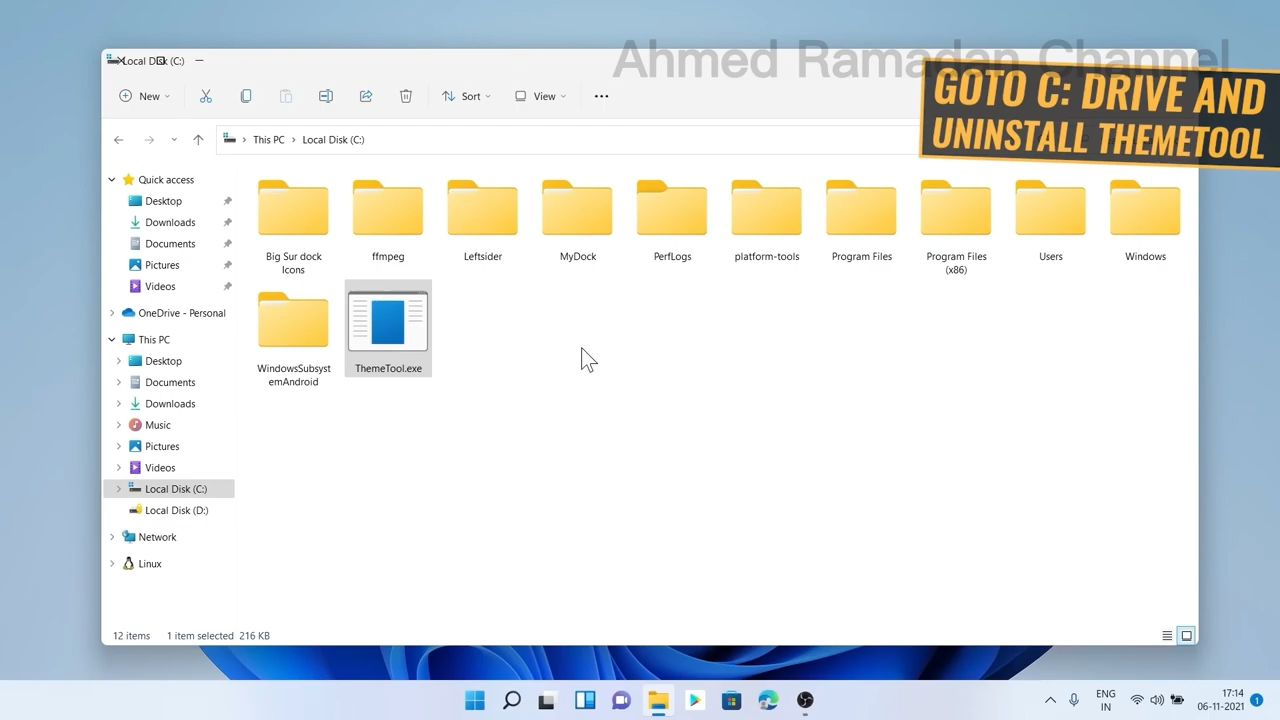 Ahmed Ramadan Channel
Local Disk (C:)
GOTO C: DRIVE AND
UNINSTALL THEMETOOL
New
Sort
View
This PC
Local Disk (C:)
Quick access
Desktop
Downloads
Documents
Pictures
Videos
OneDrive - Personal
This PC
Desktop
Documents
Downloads
Music
Pictures
Videos
Local Disk (C:)
Local Disk (D:)
Network
Linux
Big Sur dock
Icons
ffmpeg
Leftsider
MyDock
PerfLogs
platform-tools
Program Files
Program Files
(x86)
Users
Windows
WindowsSubsyst
emAndroid
ThemeTool.exe
12 items
1 item selected 216 KB
ENG
IN
17:14
06-11-2021
1